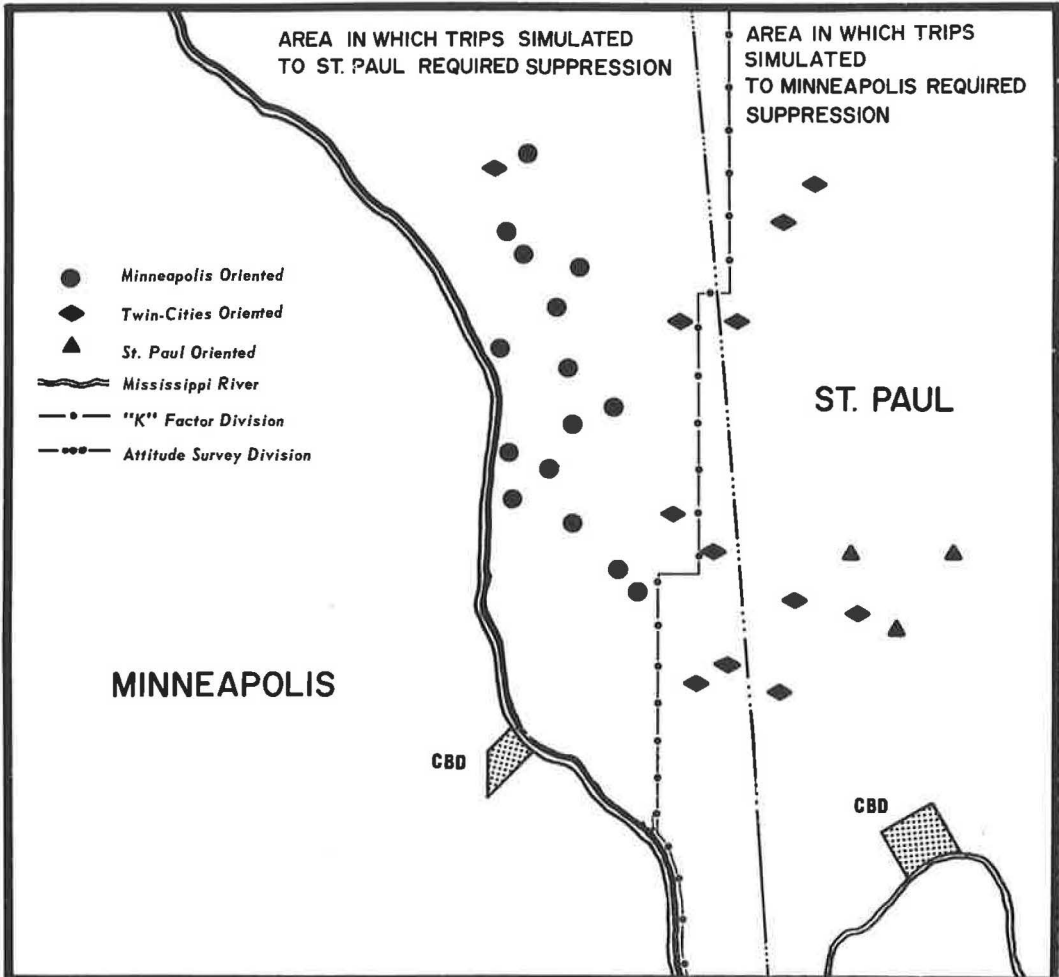 AREA IN WHICH TRIPS SIMULATED
TO ST. PAUL REQUIRED SUPPRESSION
AREA IN WHICH TRIPS
SIMULATED
TO MINNEAPOLIS REQUIRED
SUPPRESSION
Minneapolis Oriented
Twin-Cities Oriented
St. Paul Oriented
Mississippi River
"K" Factor Division
Attitude Survey Division
ST. PAUL
MINNEAPOLIS
CBD
CBD